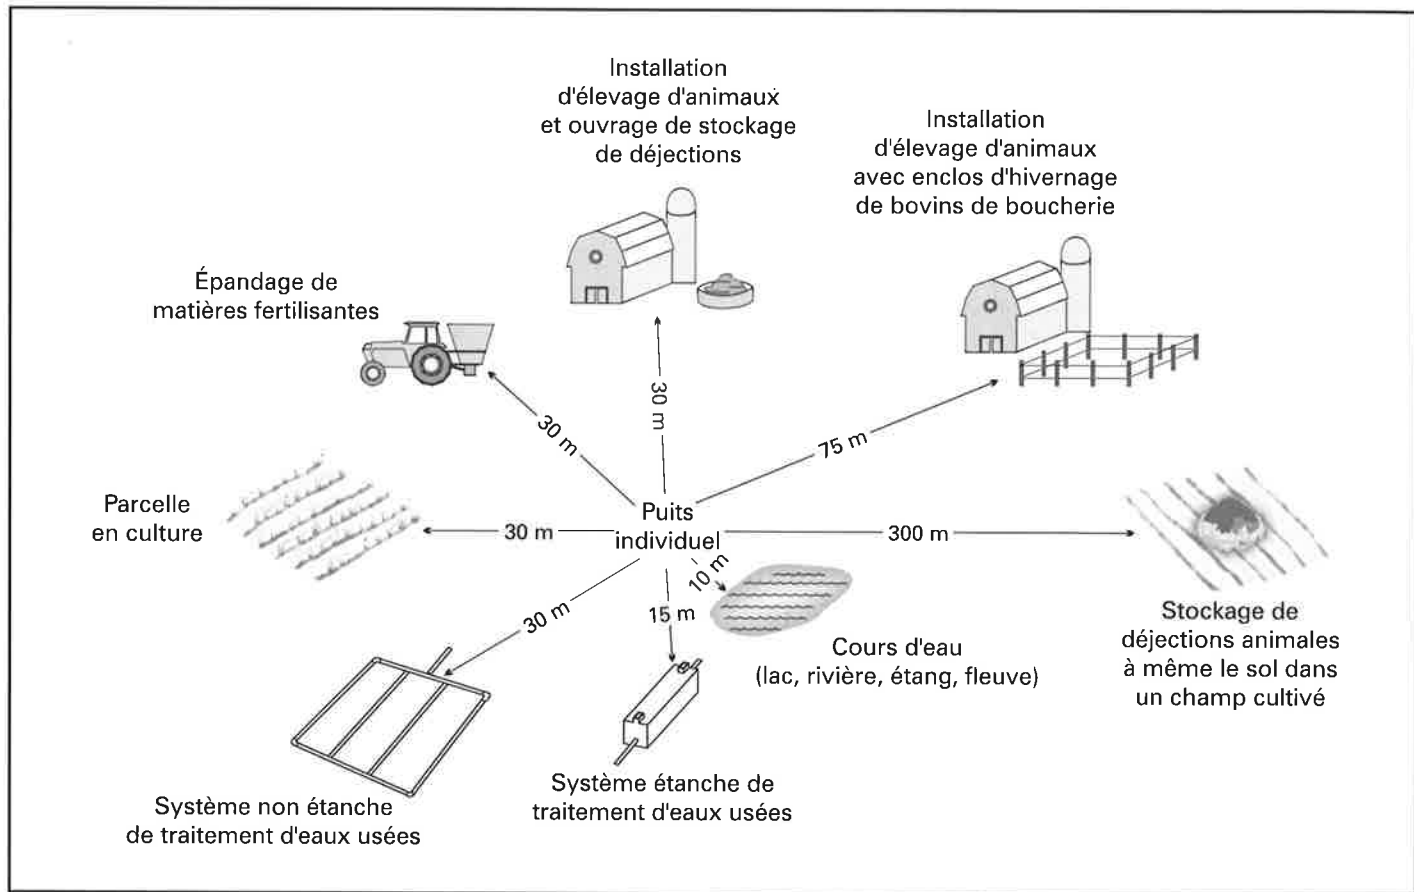 Installation
d'élevage d'animaux
et ouvrage de stockage
de déjections
Installation
d'élevage d'animaux
avec enclos d'hivernage
de bovins de boucherie
Épandage de
matières fertilisantes
30 m
30 m
75 m
Parcelle
en culture
30 m
Puits
individuel
300 m
10 m
30 m
15 m
Cours d'eau
(lac, rivière, étang, fleuve)
Stockage de
déjections animales
à même le sol dans
un champ cultivé
Système étanche de
traitement d'eaux usées
Système non étanche
de traitement d'eaux usées